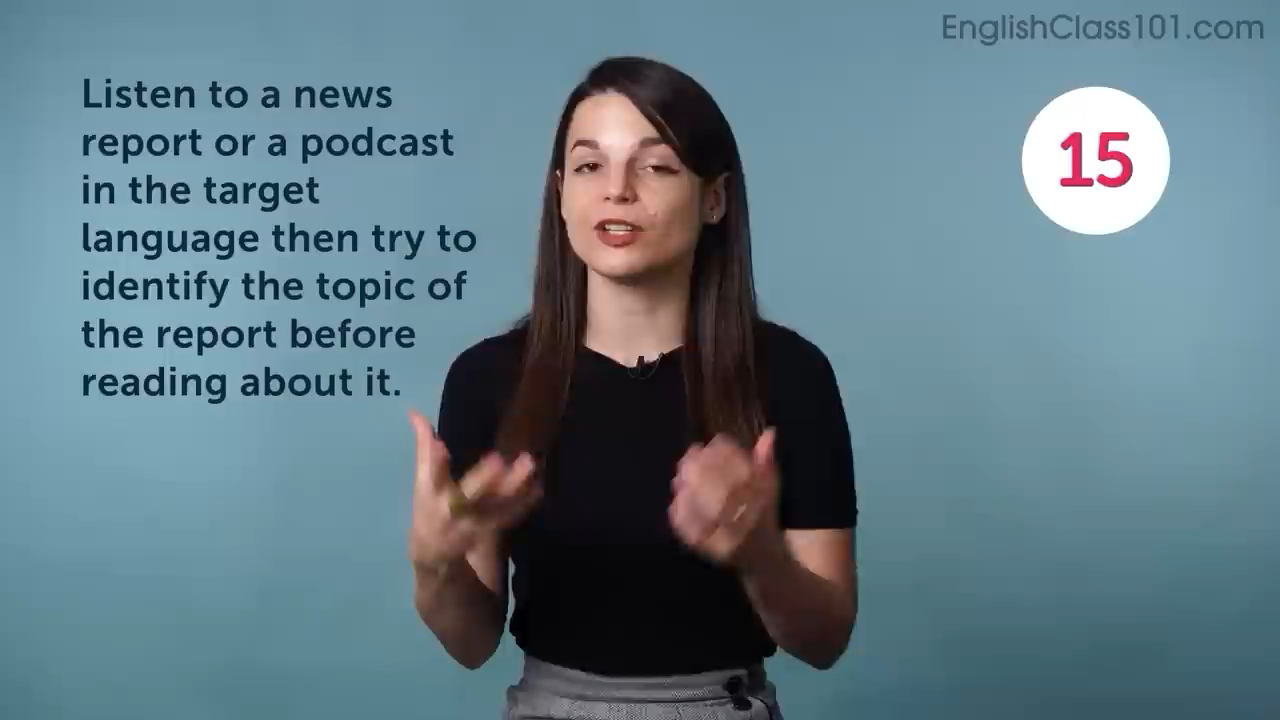 EnglishClass101.com
Listen to a news
report or a podcast
in the target
language then try to
identify the topic of
the report before
reading about it.
15